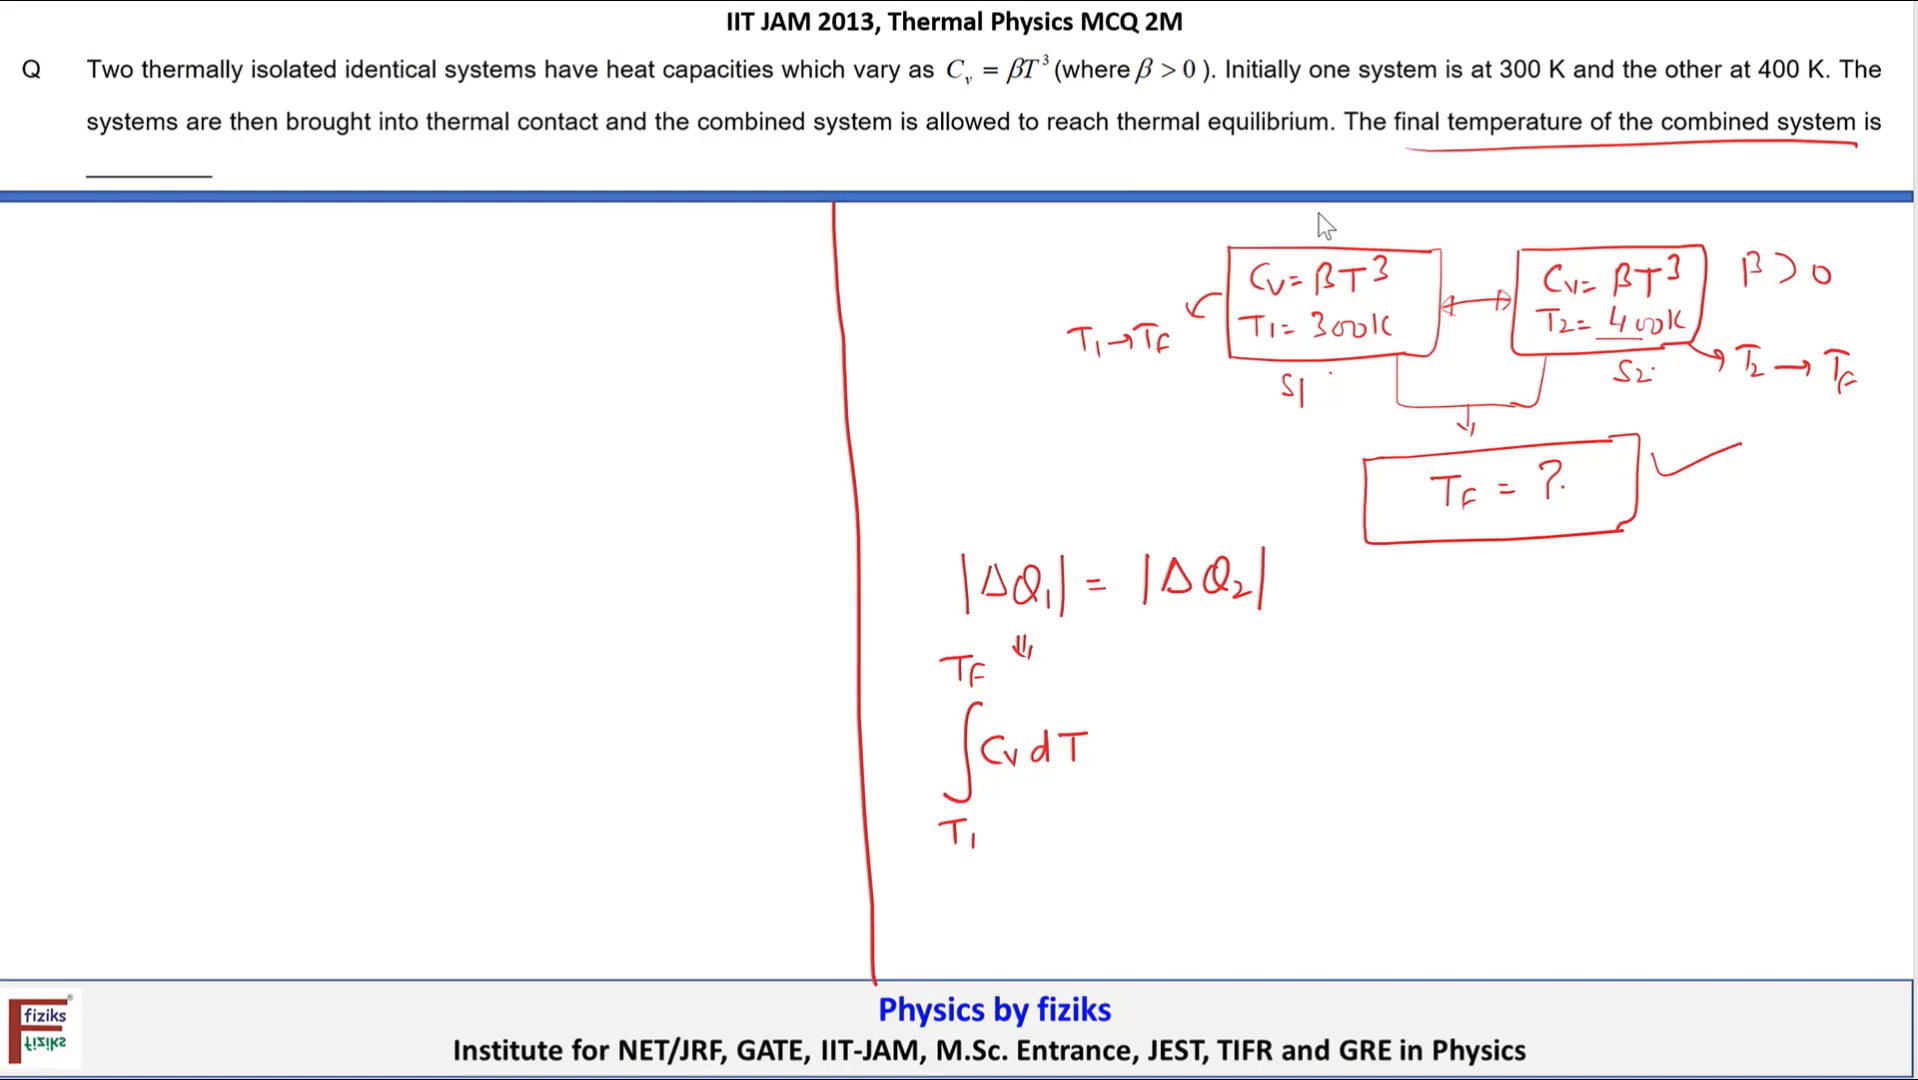 IIT JAM 2013, Thermal Physics MCQ 2M
Q Two thermally isolated identical systems have heat capacities which vary as C_v = βT³ (where β > 0 ). Initially one system is at 300 K and the other at 400 K. The
systems are then brought into thermal contact and the combined system is allowed to reach thermal equilibrium. The final temperature of the combined system is
__________
Cv= βT³
T1= 300K
Cv= βT³
T2= 400K
β > 0
T1→TF
S1
S2
T2 → TF
TF = ?
|ΔQ1| = |ΔQ2|
⇓
TF
∫Cv dT
T1
fiziks
fiziks
Physics by fiziks
Institute for NET/JRF, GATE, IIT-JAM, M.Sc. Entrance, JEST, TIFR and GRE in Physics